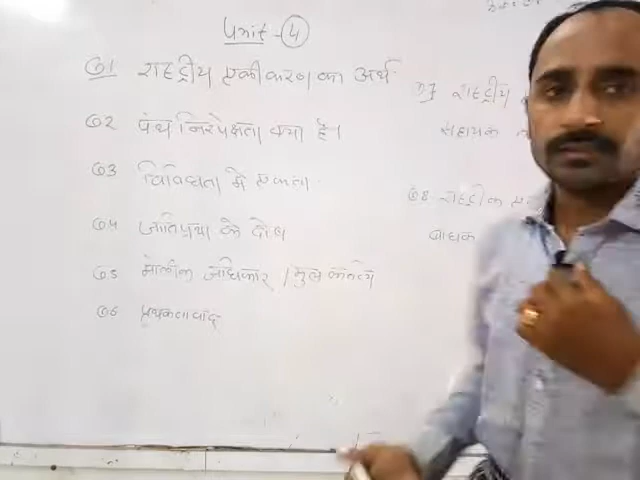 Unit - 4
Q1 राष्ट्रीय एकीकरण का अर्थ
Q2 पंथ निरपेक्षता क्या है।
Q3 विविधता मे एकता
Q4 जातिप्रथा के दोष
Q5 मौलिक अधिकार / मूल कर्तव्य
Q6 पृथकतावाद
Q7 राष्ट्रीय
सहायक
Q8 राष्ट्रीक
बाधक